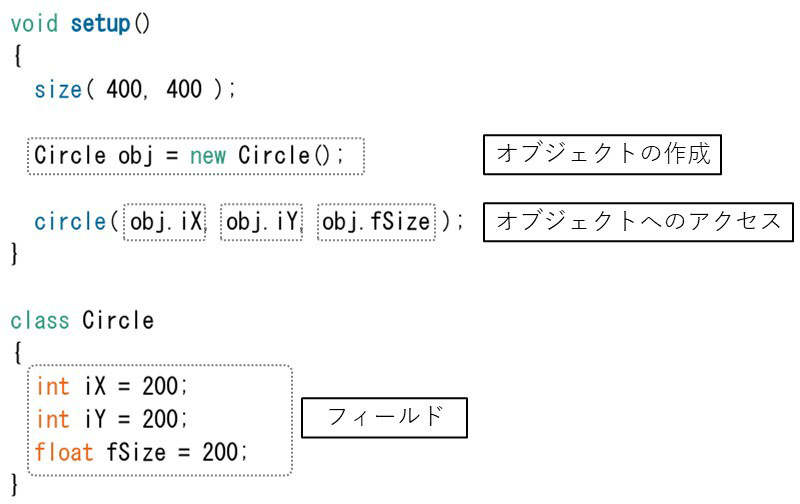 void setup()
{
size( 400, 400 );
Circle obj = new Circle(); オブジェクトの作成
circle( obj.iX, obj.iY, obj.fSize ); オブジェクトへのアクセス
}
class Circle
{
int iX = 200;
int iY = 200; フィールド
float fSize = 200;
}